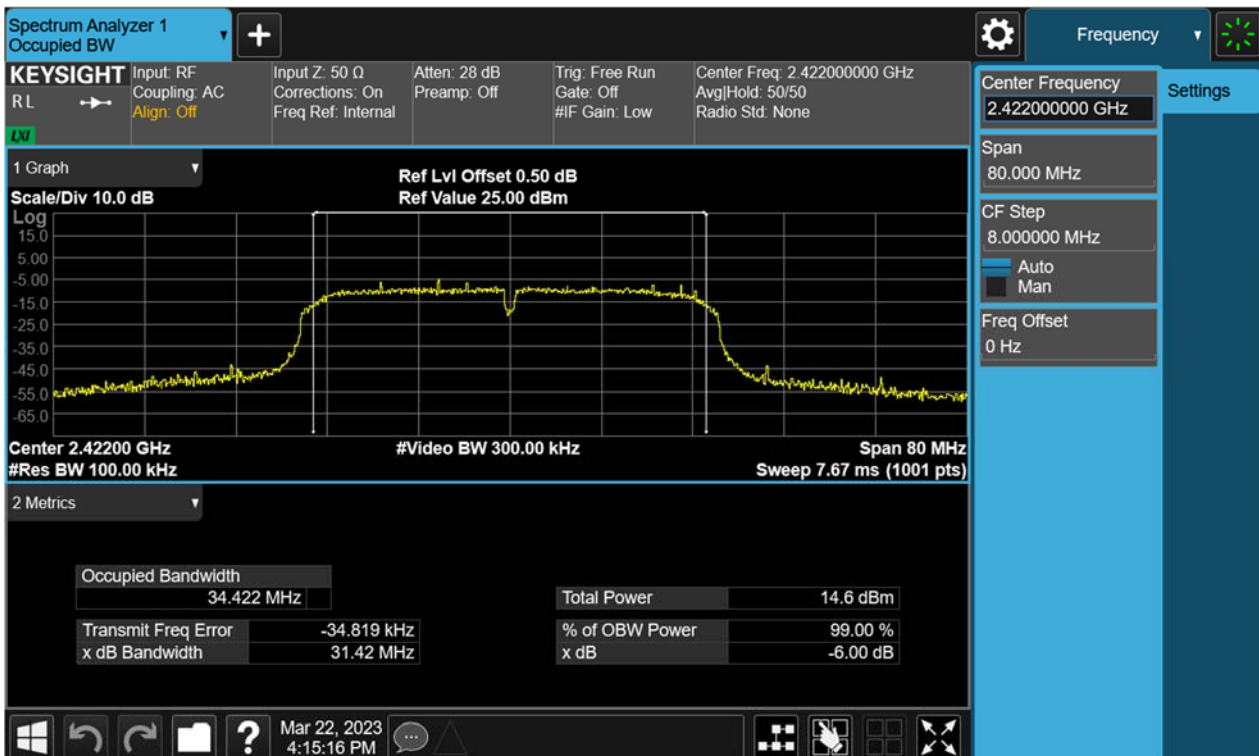 Spectrum Analyzer 1
Occupied BW
+
Frequency
KEYSIGHT
R L
LXI
Input: RF
Coupling: AC
Align: Off
Input Z: 50 Ω
Corrections: On
Freq Ref: Internal
Atten: 28 dB
Preamp: Off
Trig: Free Run
Gate: Off
#IF Gain: Low
Center Freq: 2.422000000 GHz
Avg|Hold: 50/50
Radio Std: None
Center Frequency
2.422000000 GHz
Settings
Span
80.000 MHz
CF Step
8.000000 MHz
Auto
Man
Freq Offset
0 Hz
1 Graph
Scale/Div 10.0 dB
Ref Lvl Offset 0.50 dB
Ref Value 25.00 dBm
Log
15.0
5.00
-5.00
-15.0
-25.0
-35.0
-45.0
-55.0
-65.0
Center 2.42200 GHz
#Video BW 300.00 kHz
Span 80 MHz
#Res BW 100.00 kHz
Sweep 7.67 ms (1001 pts)
2 Metrics
Occupied Bandwidth
34.422 MHz
Total Power 14.6 dBm
Transmit Freq Error -34.819 kHz
% of OBW Power 99.00 %
x dB Bandwidth 31.42 MHz
x dB -6.00 dB
?
Mar 22, 2023
4:15:16 PM